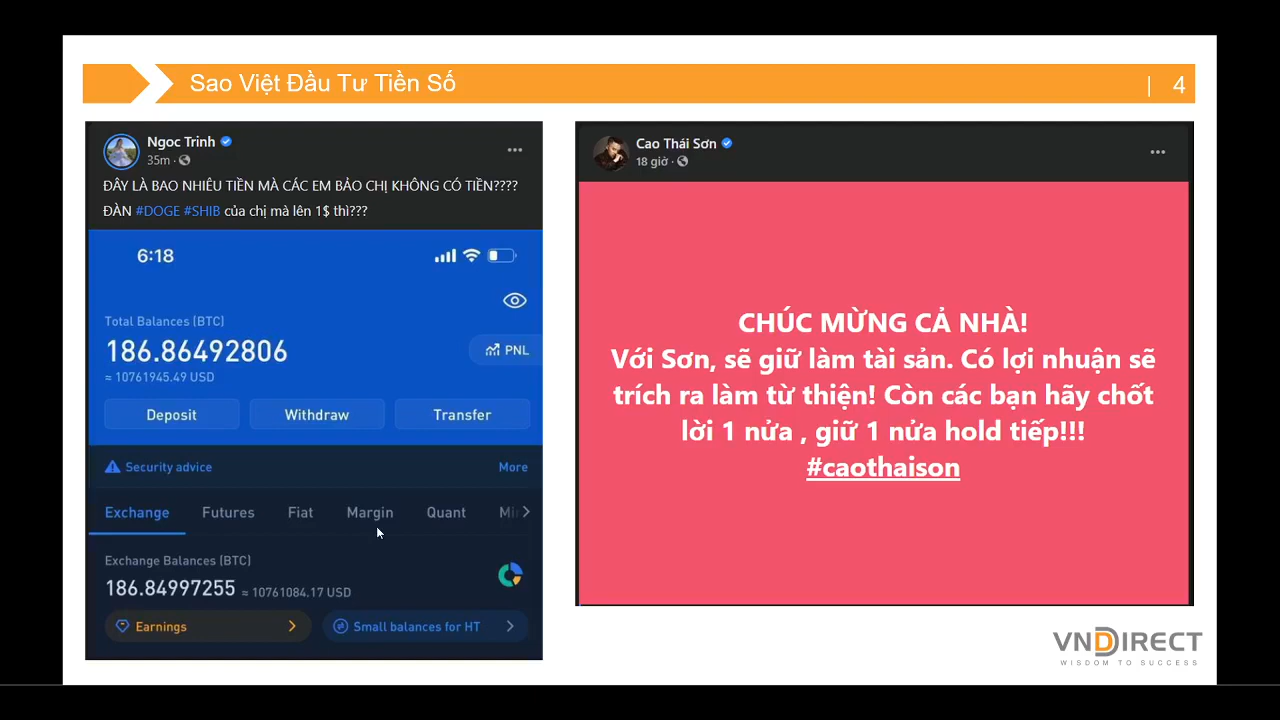 Sao Việt Đầu Tư Tiền Số
| 4
Ngoc Trinh
35m ·
ĐÂY LÀ BAO NHIÊU TIỀN MÀ CÁC EM BẢO CHỊ KHÔNG CÓ TIỀN????
ĐÀN #DOGE #SHIB của chị mà lên 1$ thì???
6:18
Total Balances (BTC)
186.86492806
PNL
≈ 10761945.49 USD
Deposit Withdraw Transfer
Security advice More
Exchange Futures Fiat Margin Quant Mi
Exchange Balances (BTC)
186.84997255 ≈ 10761084.17 USD
Earnings Small balances for HT
Cao Thái Sơn
18 giờ ·
CHÚC MỪNG CẢ NHÀ!
Với Sơn, sẽ giữ làm tài sản. Có lợi nhuận sẽ
trích ra làm từ thiện! Còn các bạn hãy chốt
lời 1 nửa , giữ 1 nửa hold tiếp!!!
#caothaison
VNDIRECT
WISDOM TO SUCCESS